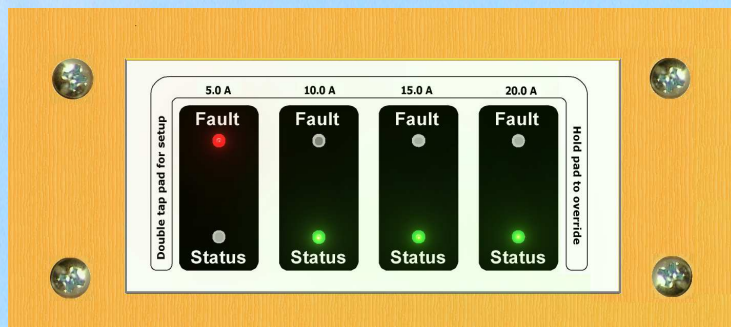 5.0 A 10.0 A 15.0 A 20.0 A
Double tap pad for setup
Fault Fault Fault Fault
Status Status Status Status
Hold pad to override